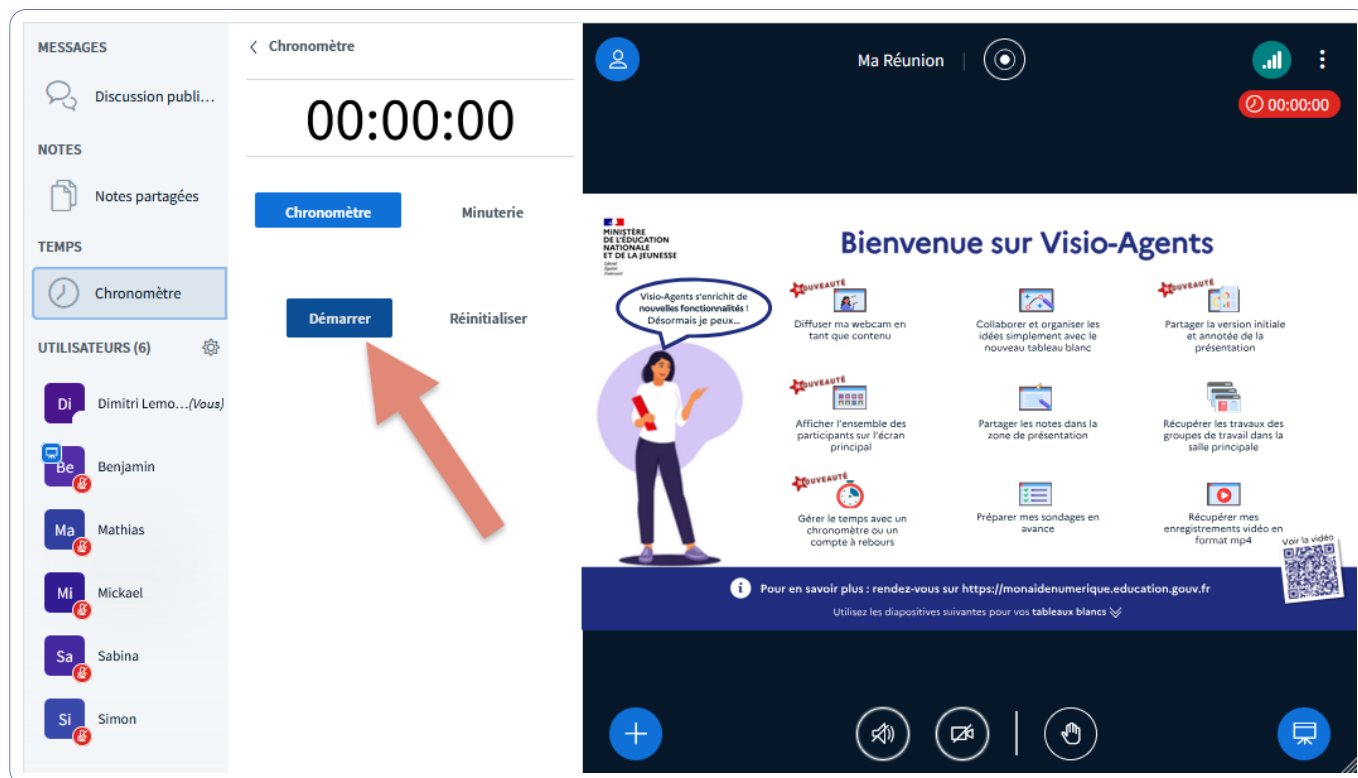 MESSAGES
Discussion publi...
NOTES
Notes partagées
TEMPS
Chronomètre
UTILISATEURS (6)
Di
Dimitri Lemo...(Vous)
Be
Benjamin
Ma
Mathias
Mi
Mickael
Sa
Sabina
Si
Simon
Chronomètre
00:00:00
Chronomètre
Minuterie
Démarrer
Réinitialiser
Ma Réunion
00:00:00
MINISTÈRE
DE L'ÉDUCATION
NATIONALE
ET DE LA JEUNESSE
Liberté
Égalité
Fraternité
Bienvenue sur Visio-Agents
Visio-Agents s'enrichit de
nouvelles fonctionnalités !
Désormais je peux...
NOUVEAUTÉ
Diffuser ma webcam en
tant que contenu
Collaborer et organiser les
idées simplement avec le
nouveau tableau blanc
NOUVEAUTÉ
Partager la version initiale
et annotée de la
présentation
NOUVEAUTÉ
Afficher l'ensemble des
participants sur l'écran
principal
Partager les notes dans la
zone de présentation
Récupérer les travaux des
groupes de travail dans la
salle principale
NOUVEAUTÉ
Gérer le temps avec un
chronomètre ou un
compte à rebours
Préparer mes sondages en
avance
Récupérer mes
enregistrements vidéo en
format mp4
Voir la vidéo
Pour en savoir plus : rendez-vous sur https://monaidenumerique.education.gouv.fr
Utilisez les diapositives suivantes pour vos tableaux blancs